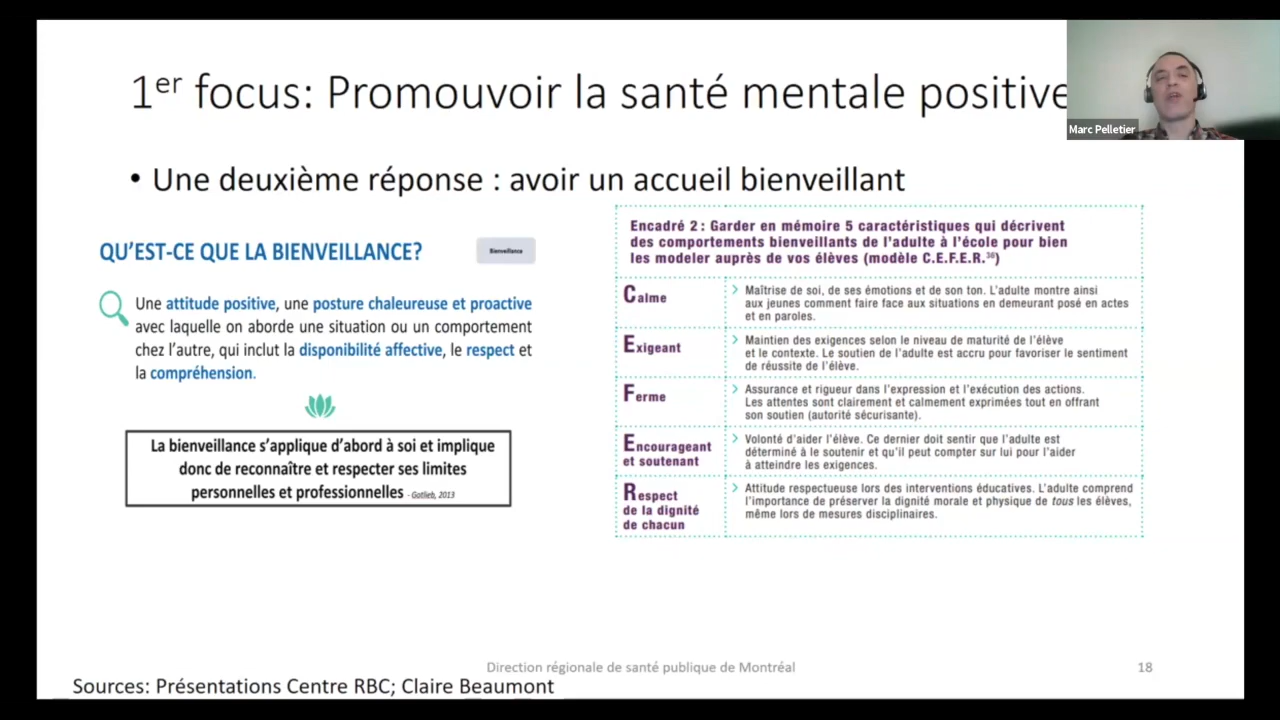 1er focus: Promouvoir la santé mentale positive
Marc Pelletier
• Une deuxième réponse : avoir un accueil bienveillant
QU'EST-CE QUE LA BIENVEILLANCE?
Bienveillance
Une attitude positive, une posture chaleureuse et proactive
avec laquelle on aborde une situation ou un comportement
chez l'autre, qui inclut la disponibilité affective, le respect et
la compréhension.
La bienveillance s'applique d'abord à soi et implique
donc de reconnaître et respecter ses limites
personnelles et professionnelles - Gotlieb, 2013
Encadré 2 : Garder en mémoire 5 caractéristiques qui décrivent
des comportements bienveillants de l'adulte à l'école pour bien
les modeler auprès de vos élèves (modèle C.E.F.E.R.38)
Calme
Maîtrise de soi, de ses émotions et de son ton. L'adulte montre ainsi
aux jeunes comment faire face aux situations en demeurant posé en actes
et en paroles.
Exigeant
Maintien des exigences selon le niveau de maturité de l'élève
et le contexte. Le soutien de l'adulte est accru pour favoriser le sentiment
de réussite de l'élève.
Ferme
Assurance et rigueur dans l'expression et l'exécution des actions.
Les attentes sont clairement et calmement exprimées tout en offrant
son soutien (autorité sécurisante).
Encourageant
et soutenant
Volonté d'aider l'élève. Ce dernier doit sentir que l'adulte est
déterminé à le soutenir et qu'il peut compter sur lui pour l'aider
à atteindre les exigences.
Respect
de la dignité
de chacun
Attitude respectueuse lors des interventions éducatives. L'adulte comprend
l'importance de préserver la dignité morale et physique de tous les élèves,
même lors de mesures disciplinaires.
Direction régionale de santé publique de Montréal
18
Sources: Présentations Centre RBC; Claire Beaumont